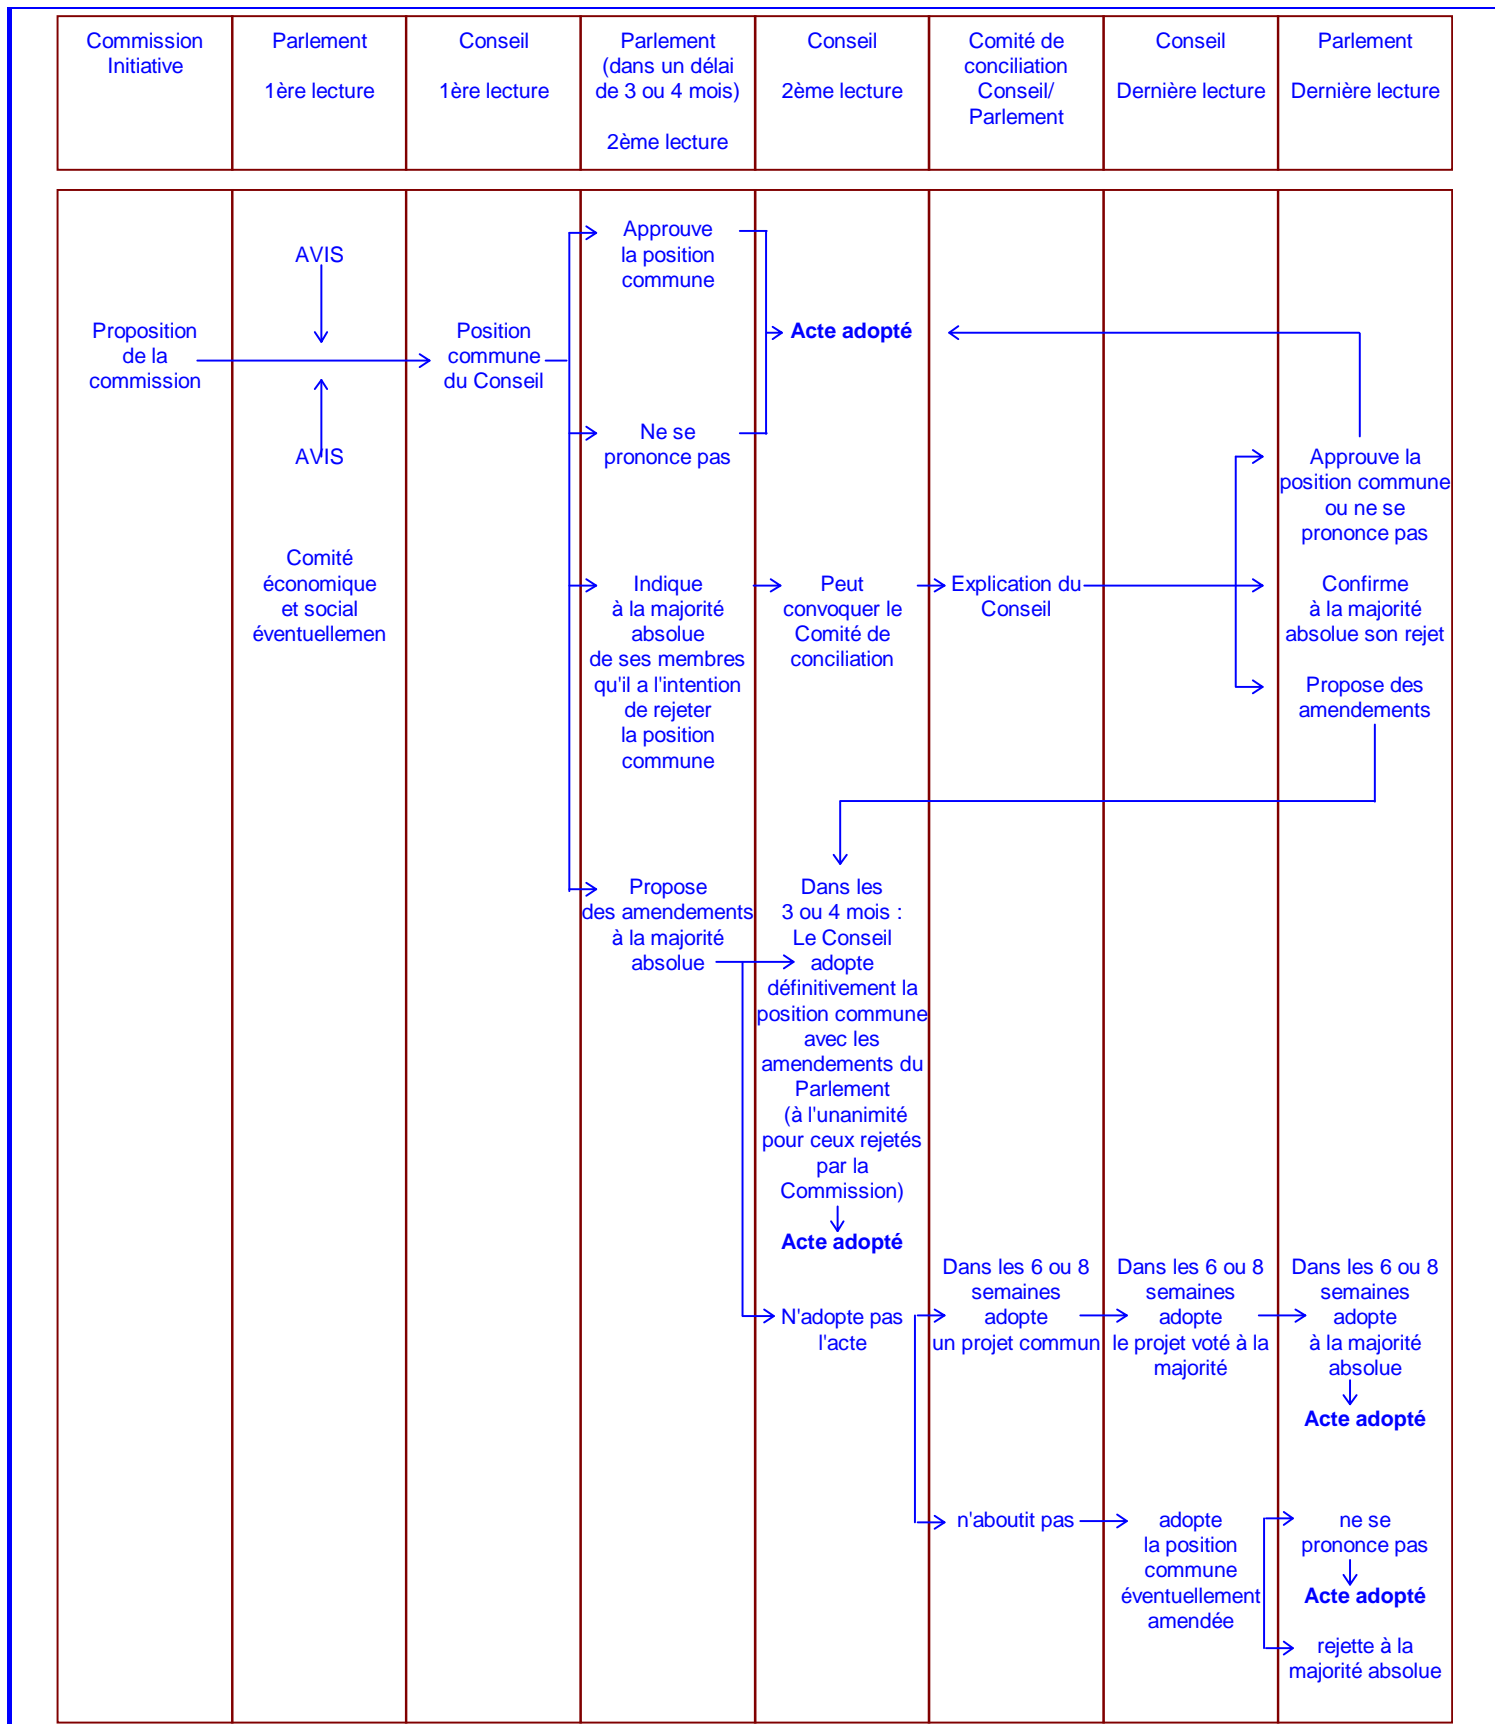 Commission
Initiative
Parlement
1ère lecture
Conseil
1ère lecture
Parlement
(dans un délai
de 3 ou 4 mois)
2ème lecture
Conseil
2ème lecture
Comité de
conciliation
Conseil/
Parlement
Conseil
Dernière lecture
Parlement
Dernière lecture
Proposition
de la
commission
AVIS
AVIS
Comité
économique
et social
éventuellemen
Position
commune
du Conseil
Approuve
la position
commune
Ne se
prononce pas
Indique
à la majorité
absolue
de ses membres
qu'il a l'intention
de rejeter
la position
commune
Propose
des amendements
à la majorité
absolue
Acte adopté
Peut
convoquer le
Comité de
conciliation
Dans les
3 ou 4 mois :
Le Conseil
adopte
définitivement la
position commune
avec les
amendements du
Parlement
(à l'unanimité
pour ceux rejetés
par la
Commission)
Acte adopté
N'adopte pas
l'acte
Explication du
Conseil
Dans les 6 ou 8
semaines
adopte
un projet commun
n'aboutit pas
Dans les 6 ou 8
semaines
adopte
le projet voté à la
majorité
adopte
la position
commune
éventuellement
amendée
Approuve la
position commune
ou ne se
prononce pas
Confirme
à la majorité
absolue son rejet
Propose des
amendements
Dans les 6 ou 8
semaines
adopte
à la majorité
absolue
Acte adopté
ne se
prononce pas
Acte adopté
rejette à la
majorité absolue